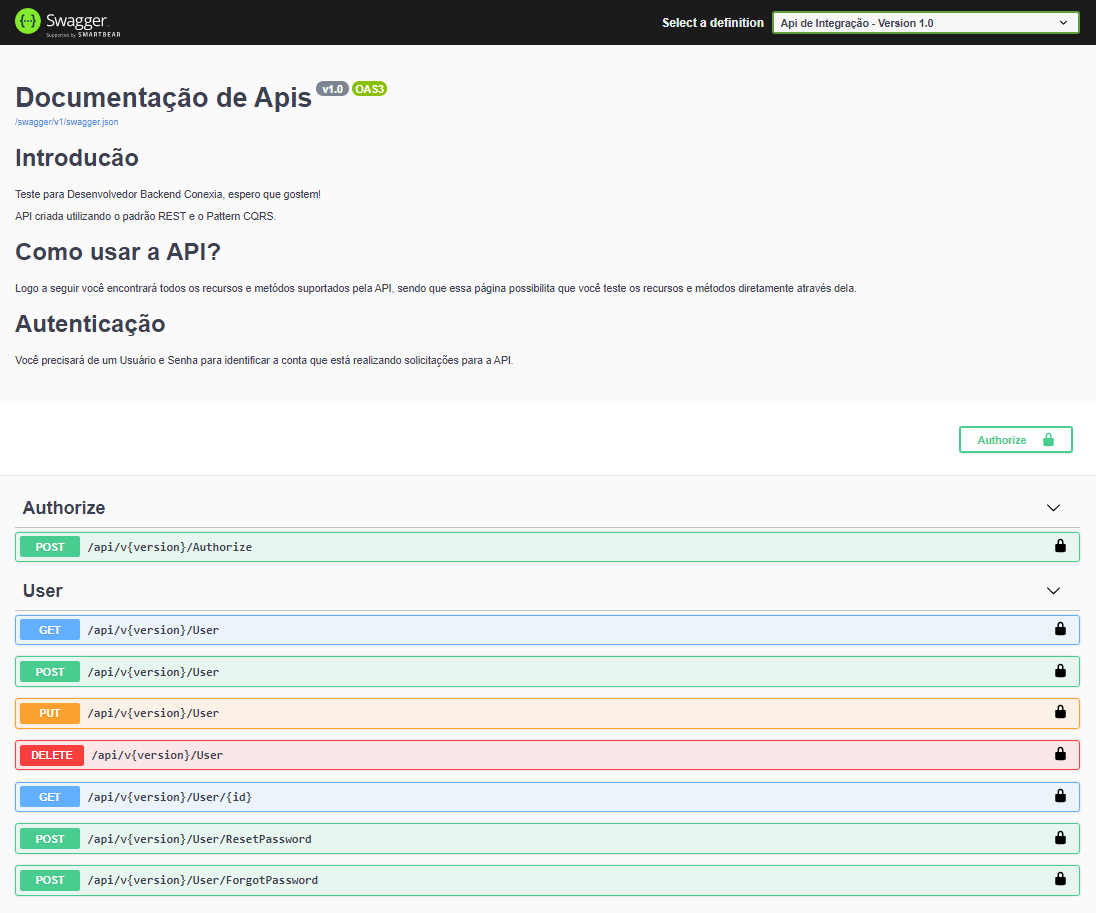 Swagger
Supported by SMARTBEAR
Select a definition
Api de Integração - Version 1.0
Documentação de Apis v1.0 OAS3
/swagger/v1/swagger.json
Introducão
Teste para Desenvolvedor Backend Conexia, espero que gostem!
API criada utilizando o padrão REST e o Pattern CQRS.
Como usar a API?
Logo a seguir você encontrará todos os recursos e metódos suportados pela API, sendo que essa página possibilita que você teste os recursos e métodos diretamente através dela.
Autenticação
Você precisará de um Usuário e Senha para identificar a conta que está realizando solicitações para a API.
Authorize
Authorize
POST /api/v{version}/Authorize
User
GET /api/v{version}/User
POST /api/v{version}/User
PUT /api/v{version}/User
DELETE /api/v{version}/User
GET /api/v{version}/User/{id}
POST /api/v{version}/User/ResetPassword
POST /api/v{version}/User/ForgotPassword